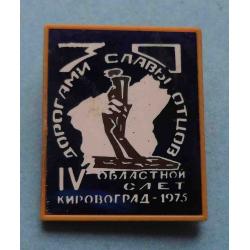 30
ДОРОГАМИ СЛАВЫ ОТЦОВ
IV ОБЛАСТНОЙ
СЛЕТ
КИРОВОГРАД - 1975